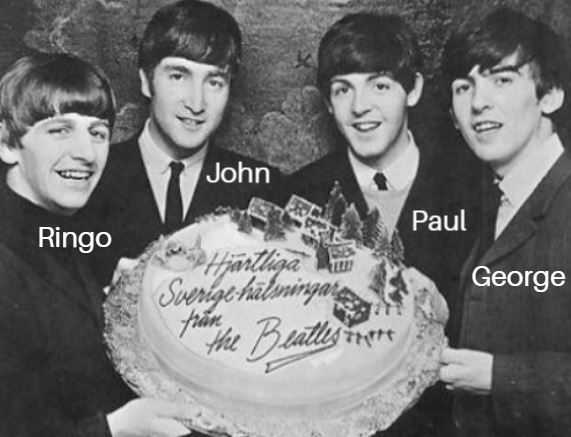 John
Paul
Ringo
George
Hjärtliga
Sverige-hälsningar
från
the Beatles